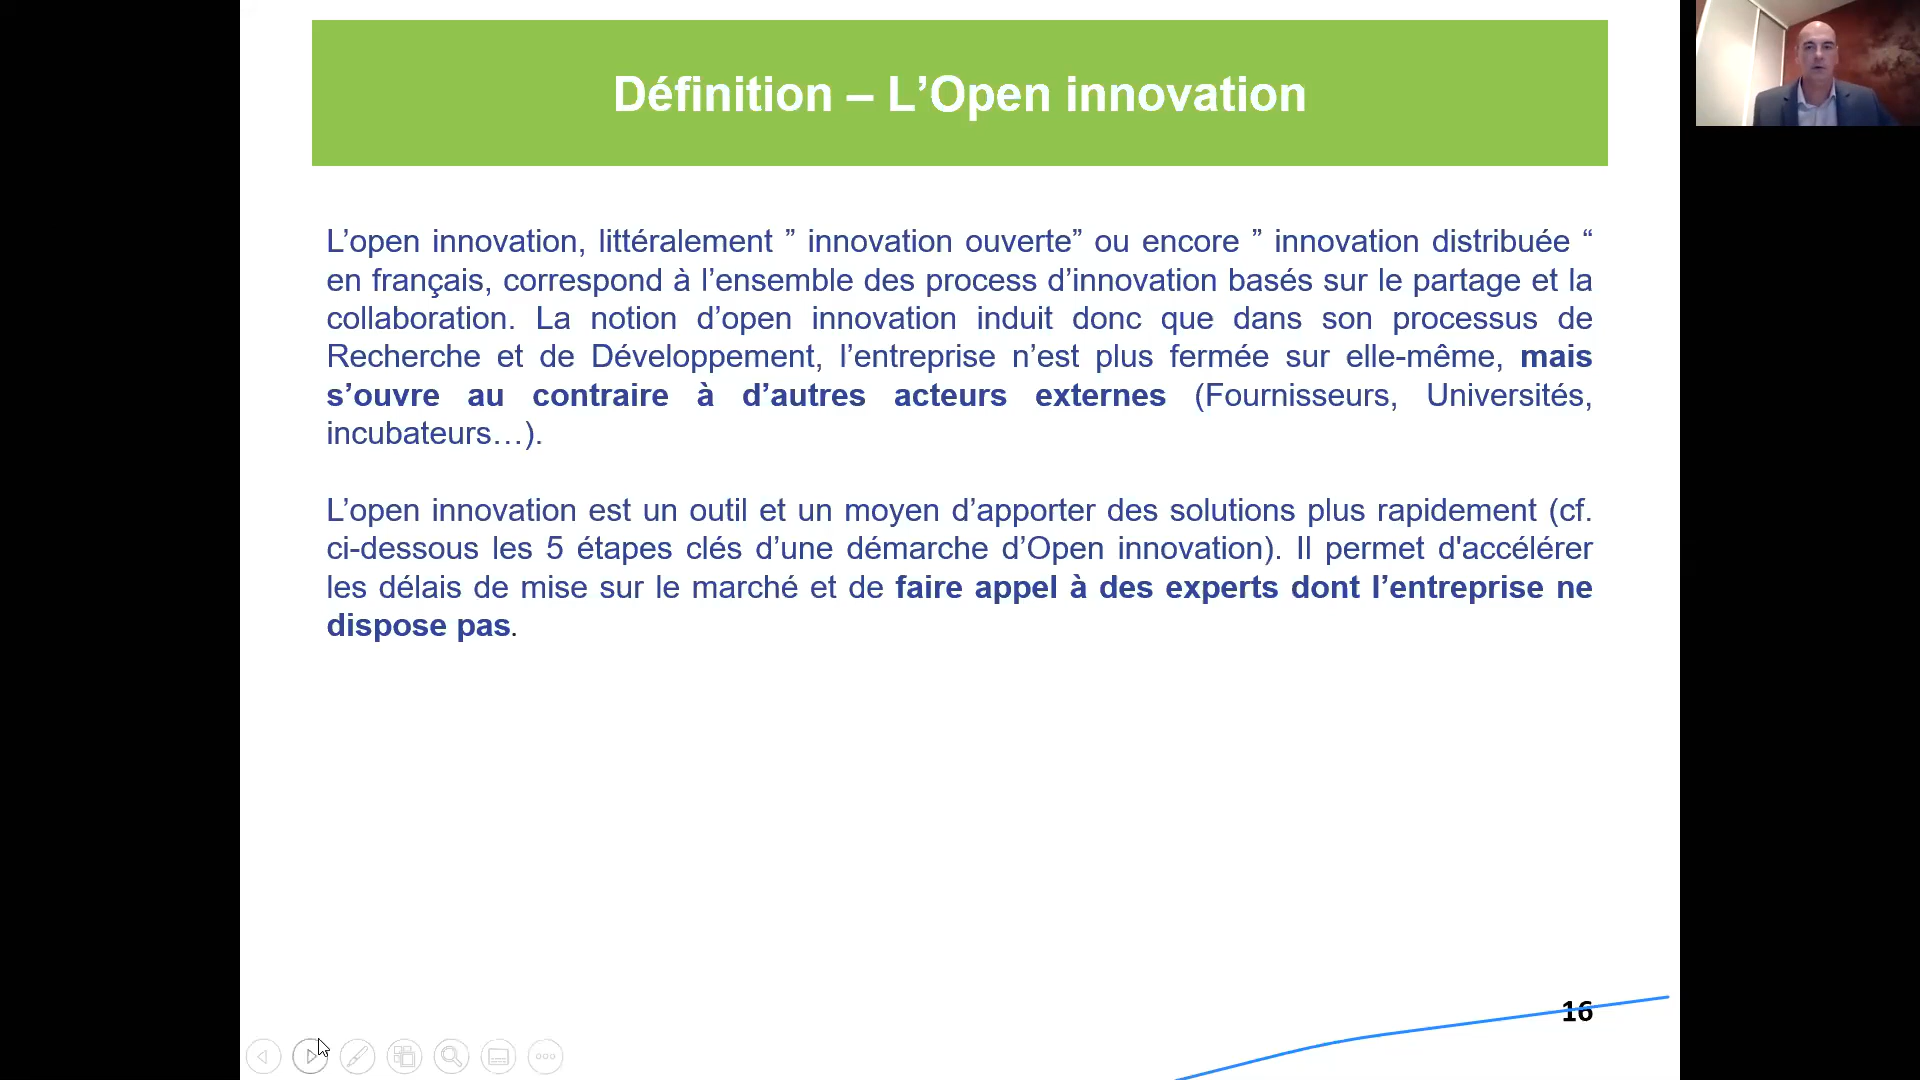 Définition – L’Open innovation
L’open innovation, littéralement ” innovation ouverte” ou encore ” innovation distribuée “
en français, correspond à l’ensemble des process d’innovation basés sur le partage et la
collaboration. La notion d’open innovation induit donc que dans son processus de
Recherche et de Développement, l’entreprise n’est plus fermée sur elle-même, mais
s’ouvre au contraire à d’autres acteurs externes (Fournisseurs, Universités,
incubateurs…).
L’open innovation est un outil et un moyen d’apporter des solutions plus rapidement (cf.
ci-dessous les 5 étapes clés d’une démarche d’Open innovation). Il permet d'accélérer
les délais de mise sur le marché et de faire appel à des experts dont l’entreprise ne
dispose pas.
16